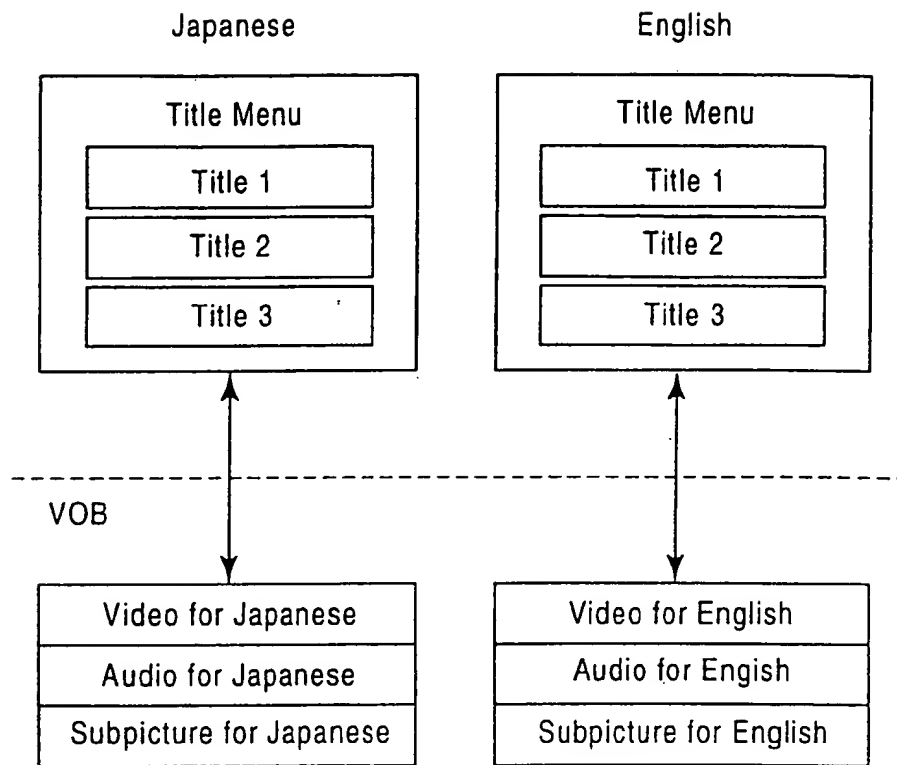 Japanese
English
Title Menu
Title 1
Title 2
Title 3
Title Menu
Title 1
Title 2
Title 3
VOB
Video for Japanese
Audio for Japanese
Subpicture for Japanese
Video for English
Audio for Engish
Subpicture for English